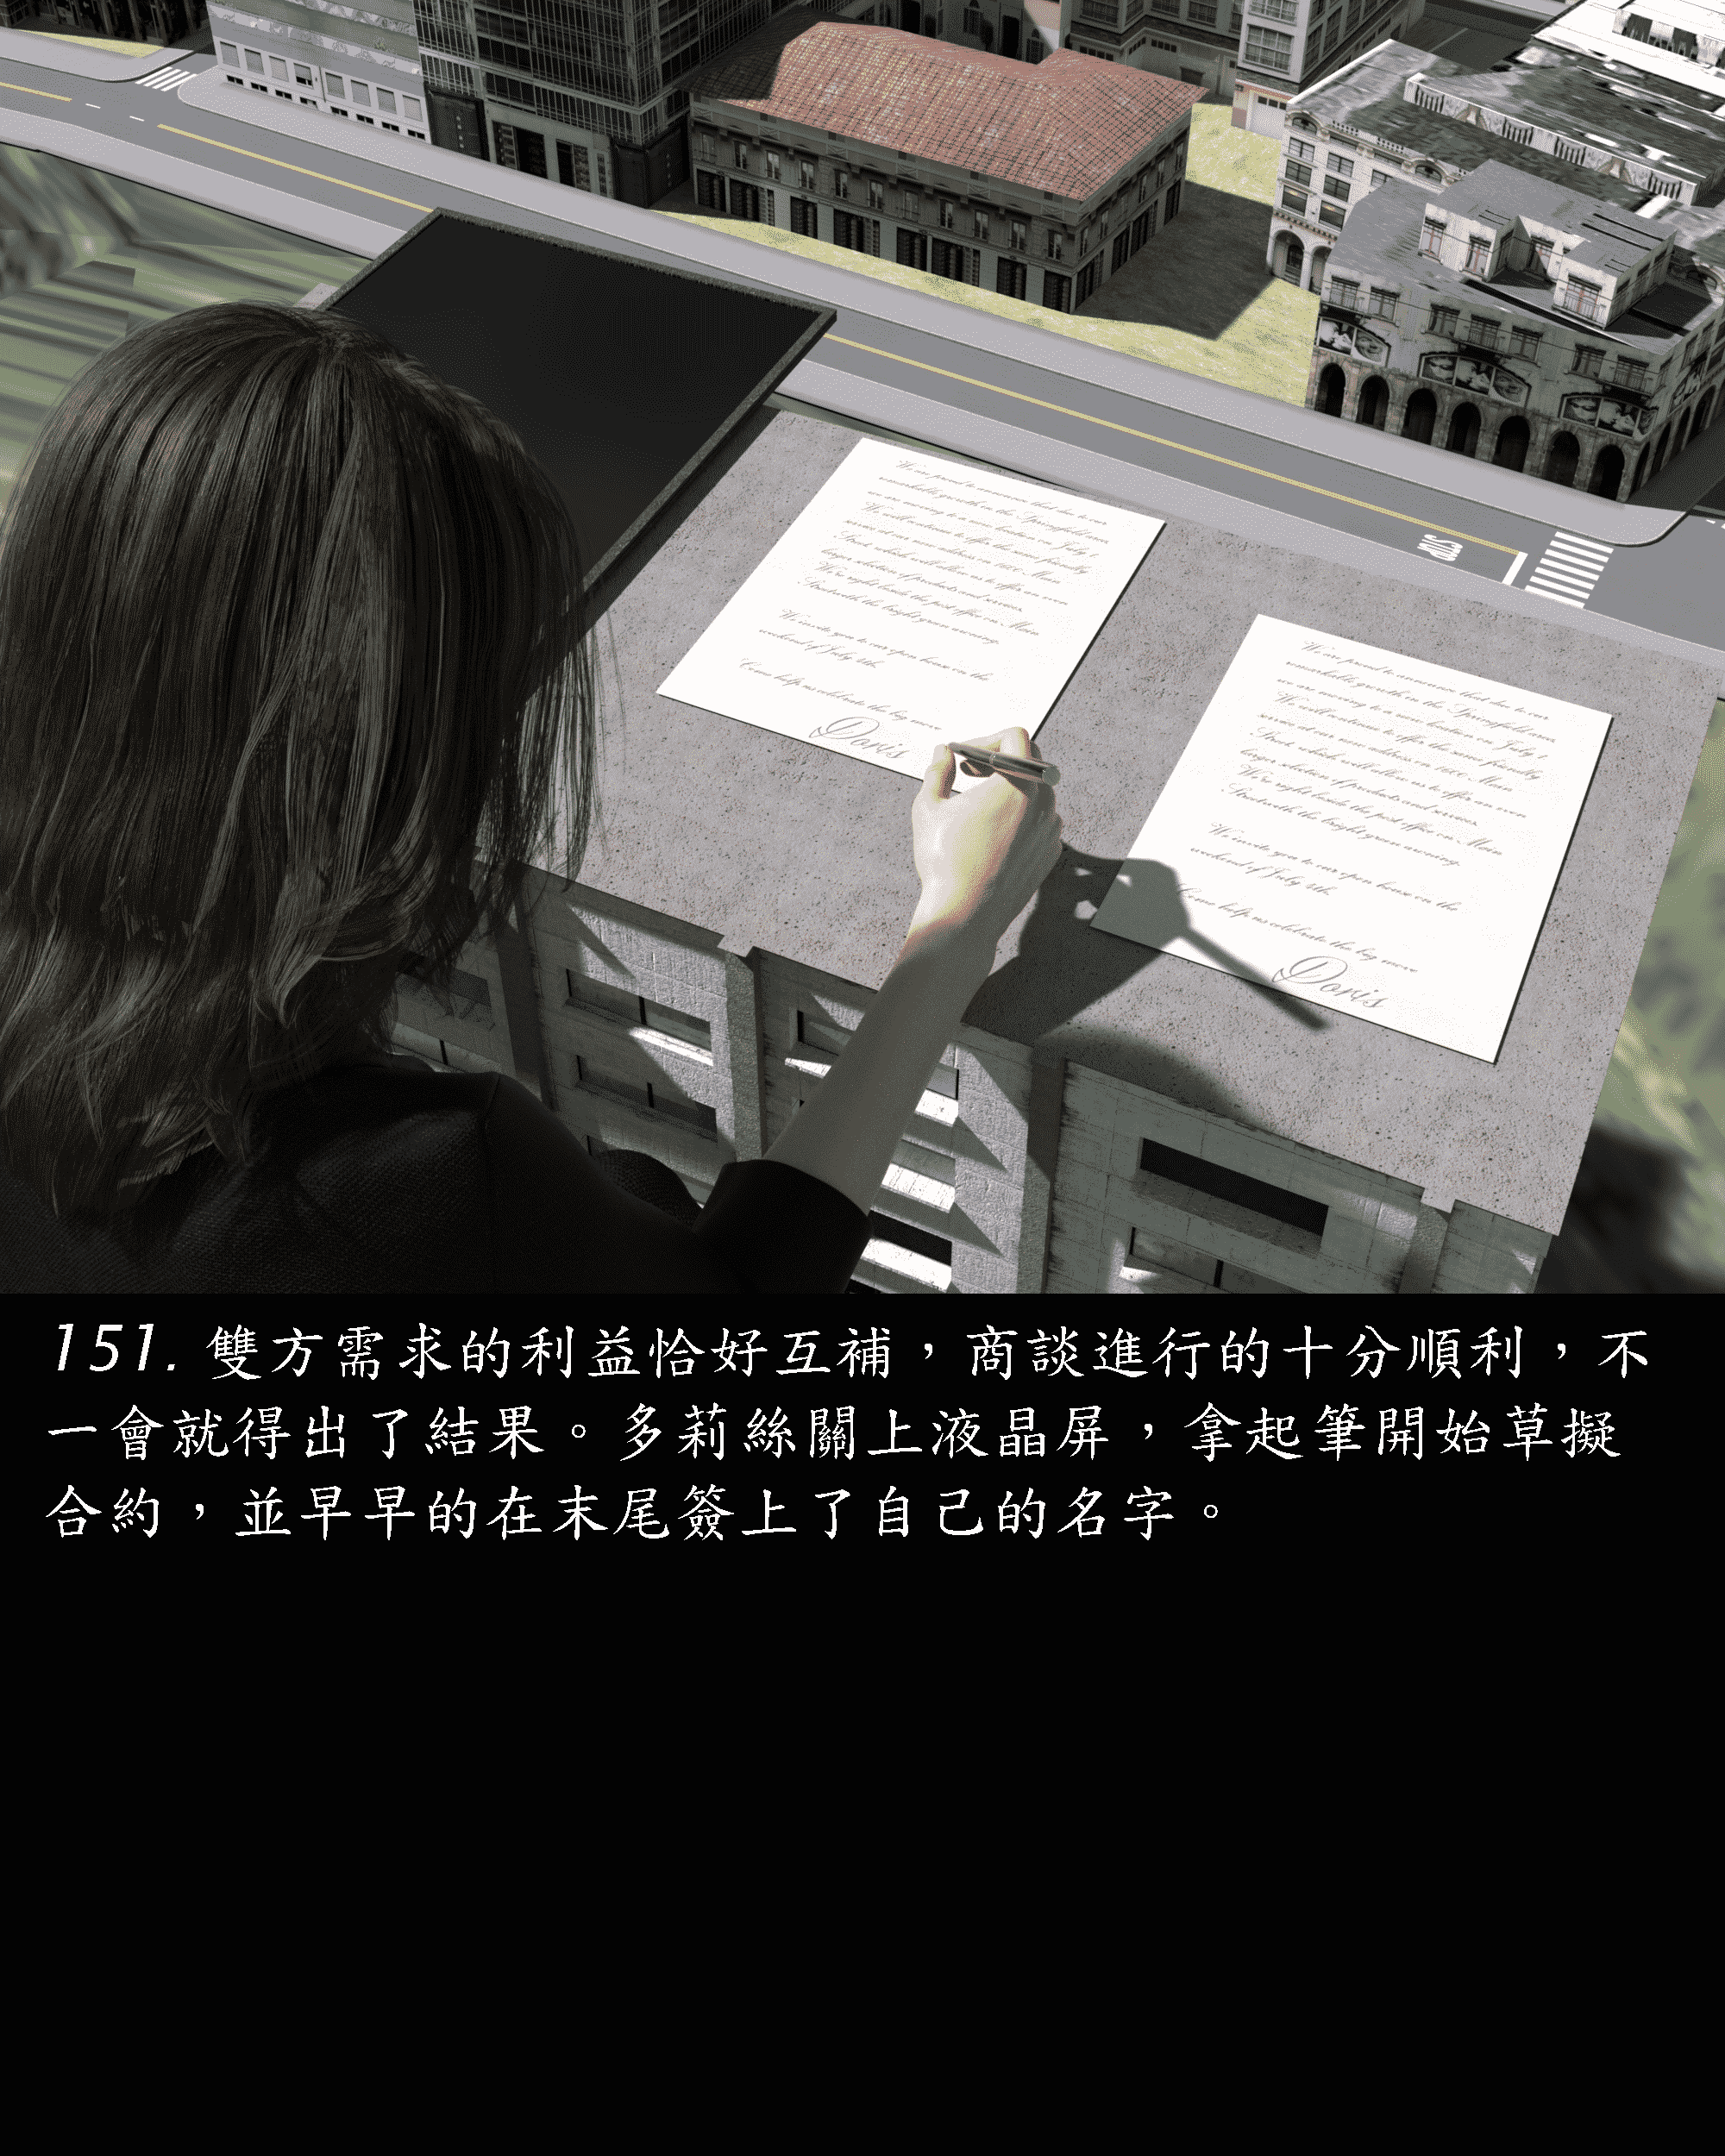 We are proud to announce that due to our
remarkable growth in the Springfield area
we are moving to a new location on July 1.
We will continue to offer the same friendly
service at our new address on 1600 Main
Street, which will allow us to offer an even
larger selection of products and services.
We're right beside the post office on Main
Street with the bright green awning.
We invite you to our open house on the
weekend of July 4th.
Come help us celebrate the big move
Doris
We are proud to announce that due to our
remarkable growth in the Springfield area
we are moving to a new location on July 1.
We will continue to offer the same friendly
service at our new address on 1600 Main
Street, which will allow us to offer an even
larger selection of products and services.
We're right beside the post office on Main
Street with the bright green awning.
We invite you to our open house on the
weekend of July 4th.
Come help us celebrate the big move
Doris
STOP
151. 雙方需求的利益恰好互補，商談進行的十分順利，不
一會就得出了結果。多莉絲關上液晶屏，拿起筆開始草擬
合約，並早早的在末尾簽上了自己的名字。